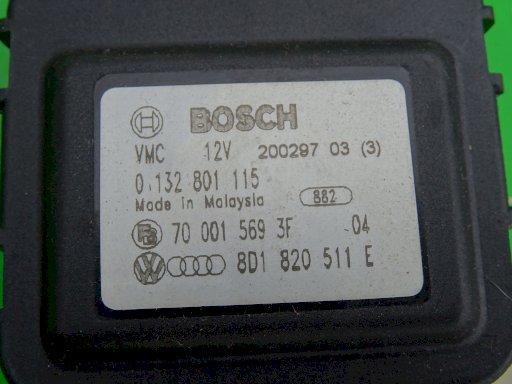 BOSCH
VMC 12V 200297 03 (3)
0 132 801 115
Made in Malaysia 882
70 001 569 3F 04
8D1 820 511 E